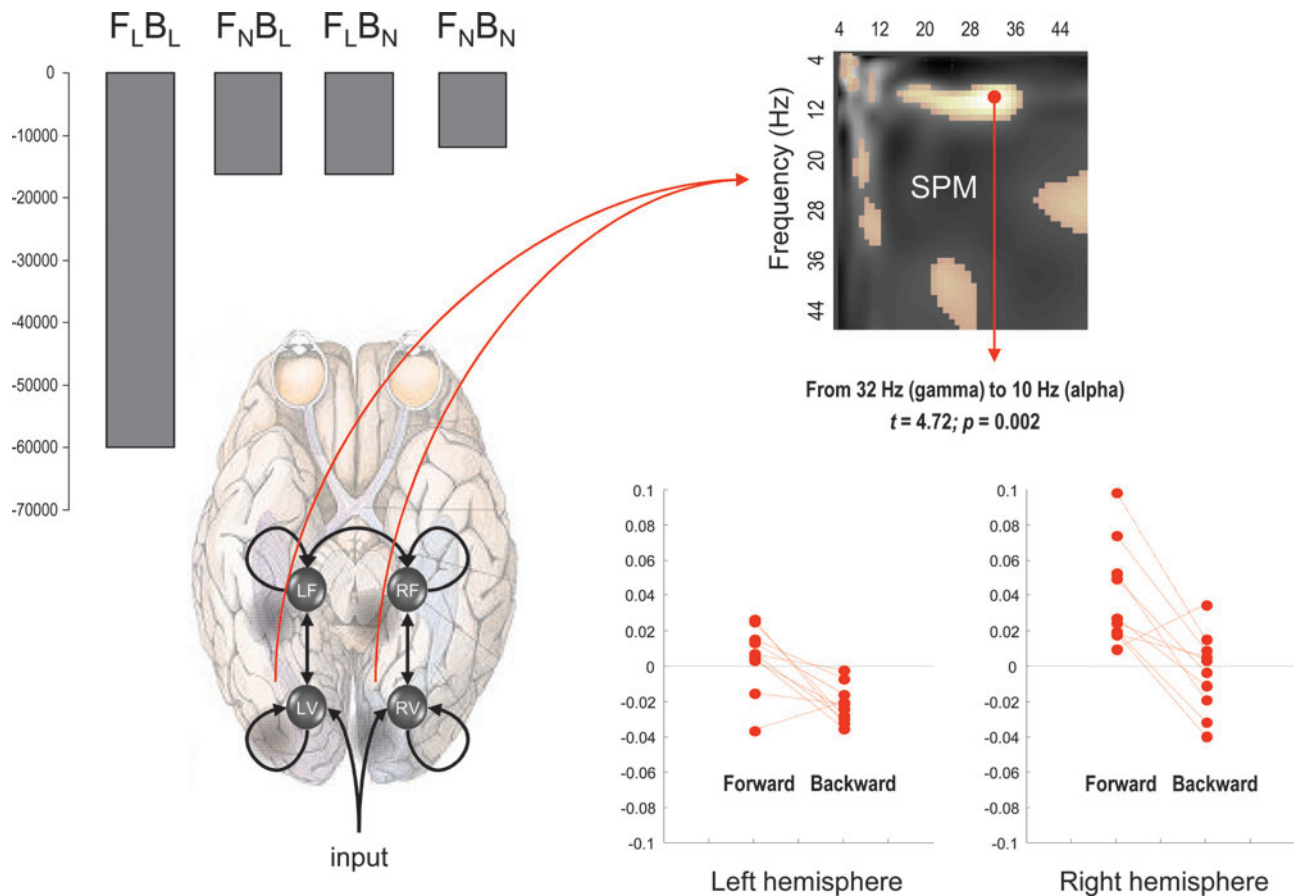 F_LB_L F_NB_L F_LB_N F_NB_N
0
-10000
-20000
-30000
-40000
-50000
-60000
-70000
LF RF
LV RV
input
4 12 20 28 36 44
Frequency (Hz)
4
12
20
28
36
44
SPM
From 32 Hz (gamma) to 10 Hz (alpha)
t = 4.72; p = 0.002
0.1
0.08
0.06
0.04
0.02
0
-0.02
-0.04
-0.06
-0.08
-0.1
Forward Backward
Left hemisphere
0.1
0.08
0.06
0.04
0.02
0
-0.02
-0.04
-0.06
-0.08
-0.1
Forward Backward
Right hemisphere